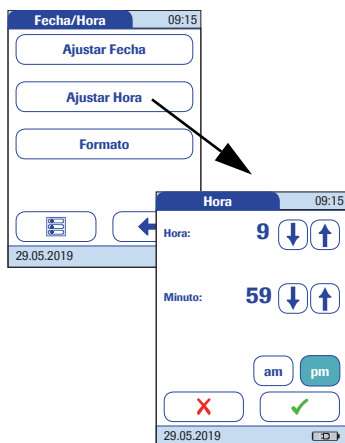 Fecha/Hora 09:15
Ajustar Fecha
Ajustar Hora
Formato
29.05.2019
Hora 09:15
Hora: 9
Minuto: 59
am pm
29.05.2019